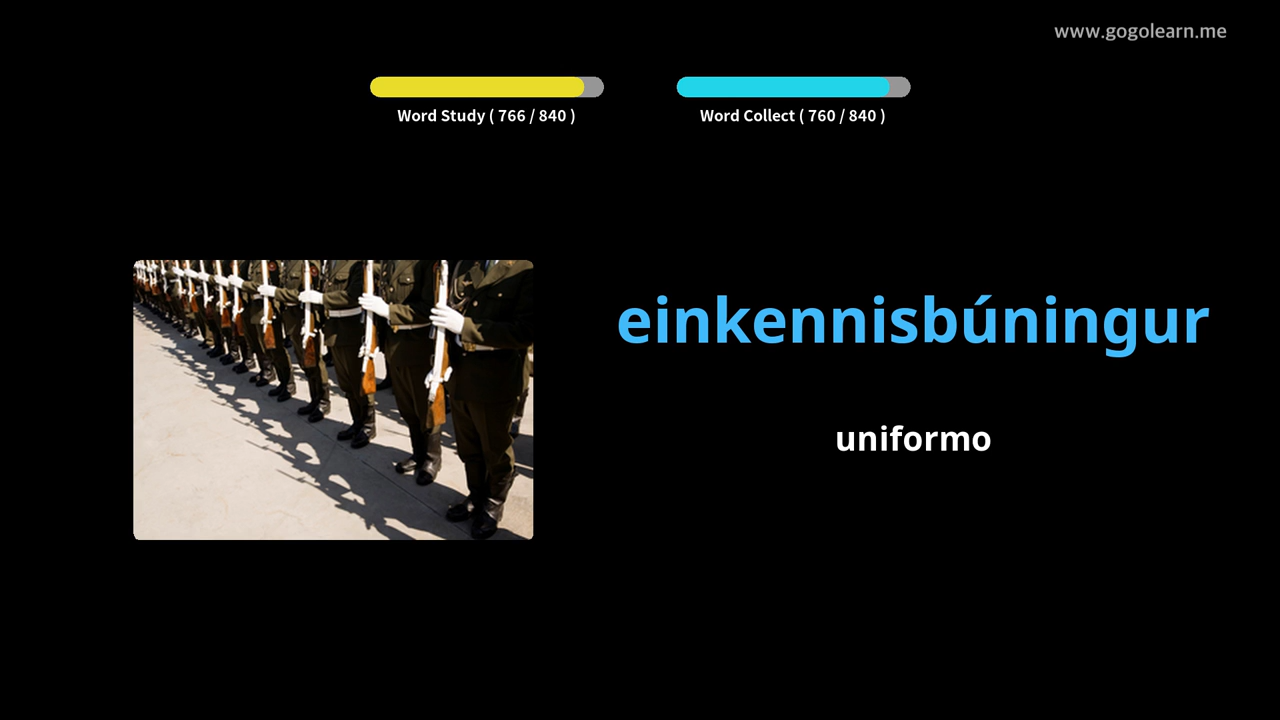 www.gogolearn.me
Word Study ( 766 / 840 )
Word Collect ( 760 / 840 )
einkennisbúningur
uniformo